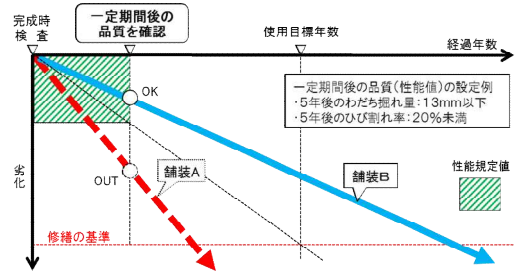 完成時
検 査
一定期間後の
品質を確認
使用目標年数
経過年数
OK
一定期間後の品質(性能値)の設定例
・5年後のわだち掘れ量:13mm以下
・5年後のひび割れ率:20%未満
劣化
OUT
舗装A
舗装B
性能規定値
修繕の基準